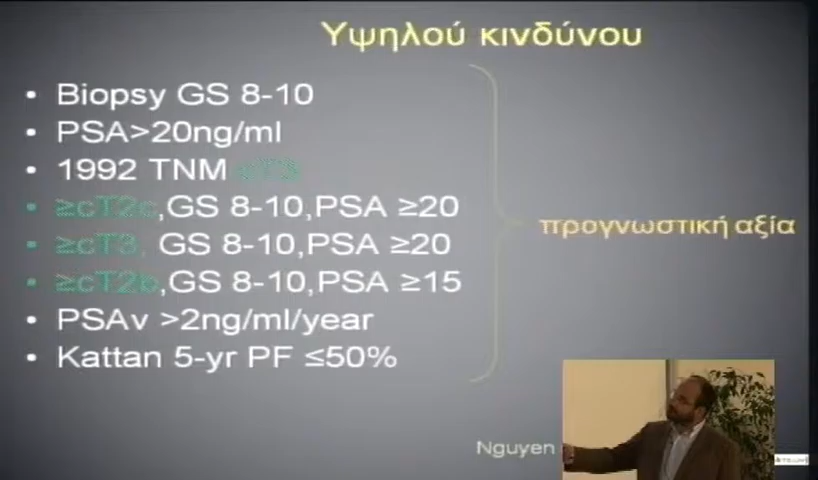 Υψηλού κινδύνου
• Biopsy GS 8-10
• PSA>20ng/ml
• 1992 TNM cT3
• ≥cT2c,GS 8-10,PSA ≥20
• ≥cT3, GS 8-10,PSA ≥20
• ≥cT2b,GS 8-10,PSA ≥15
• PSAv >2ng/ml/year
• Kattan 5-yr PF ≤50%
προγνωστική αξία
Nguyen